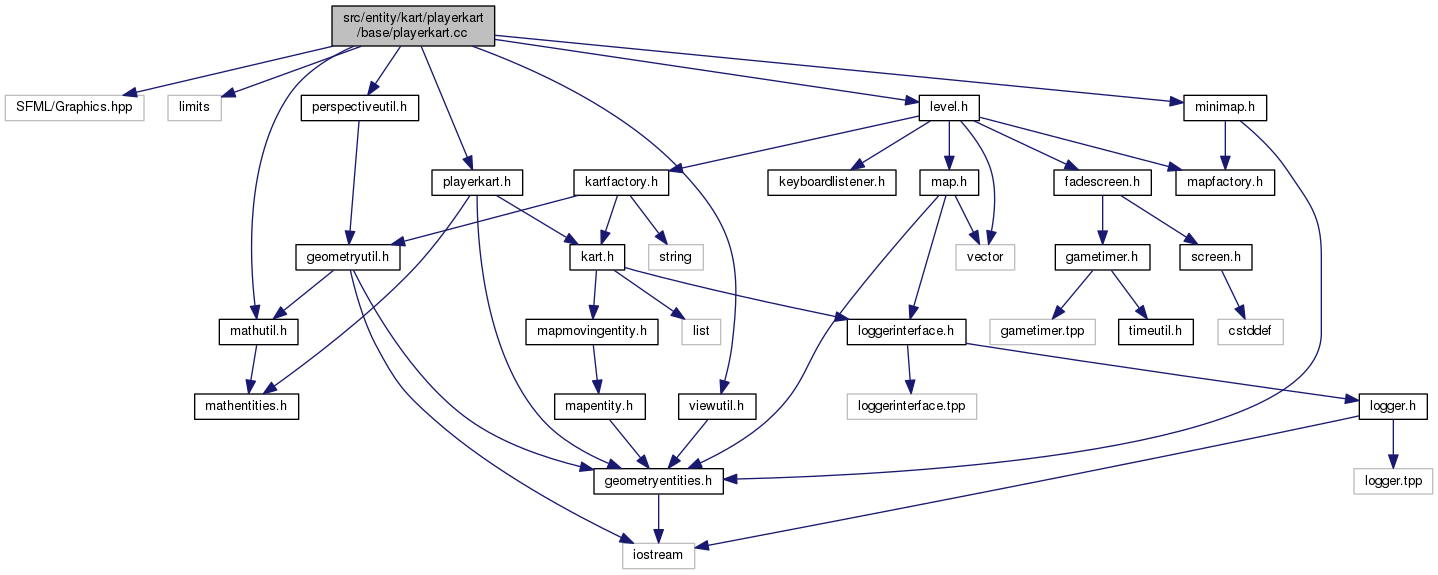 src/entity/kart/playerkart
/base/playerkart.cc
SFML/Graphics.hpp
limits
perspectiveutil.h
level.h
minimap.h
playerkart.h
kartfactory.h
keyboardlistener.h
map.h
fadescreen.h
mapfactory.h
geometryutil.h
kart.h
string
vector
gametimer.h
screen.h
mathutil.h
mapmovingentity.h
list
loggerinterface.h
gametimer.tpp
timeutil.h
cstddef
mathentities.h
mapentity.h
viewutil.h
loggerinterface.tpp
logger.h
geometryentities.h
logger.tpp
iostream